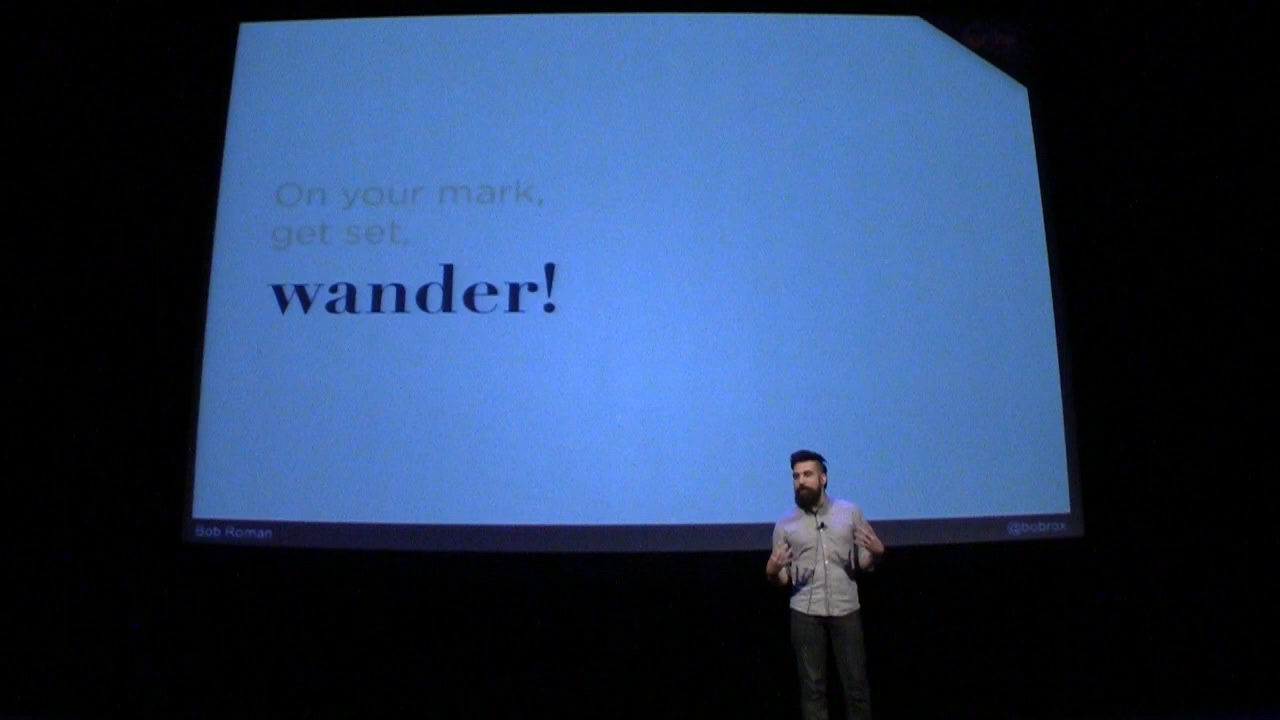 On your mark,
get set,
wander!
Bob Roman
@bobrox